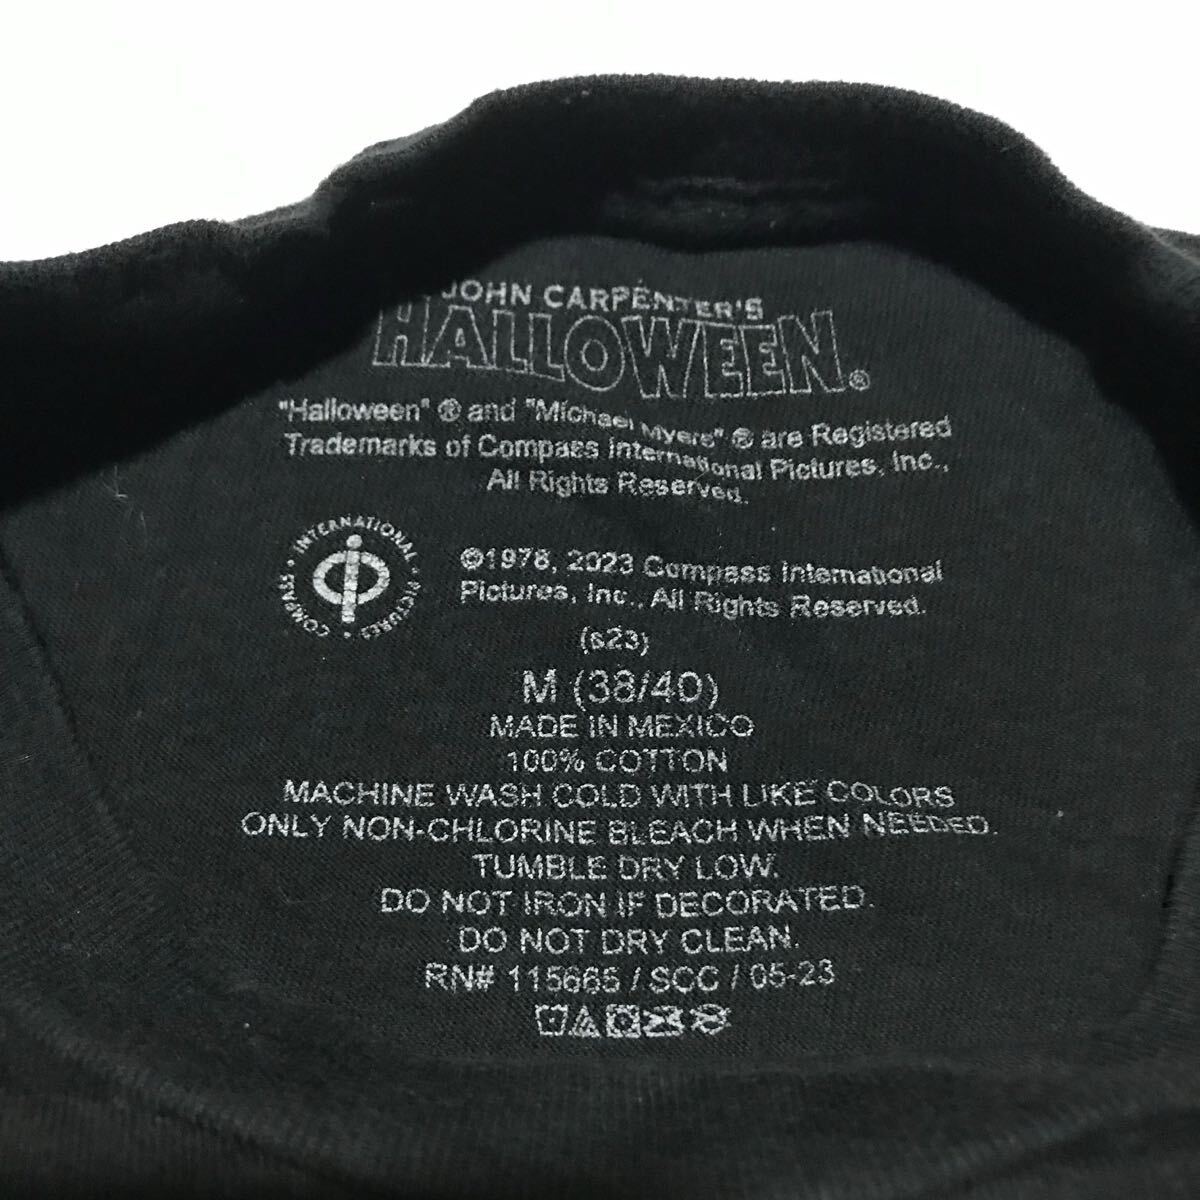 JOHN CARPENTER'S
HALLOWEEN®
"Halloween" ® and "Michael Myers" ® are Registered
Trademarks of Compass International Pictures, Inc.,
All Rights Reserved.
COMPASS • INTERNATIONAL • PICTURES •
©1978, 2023 Compass International
Pictures, Inc., All Rights Reserved.
(s23)
M (38/40)
MADE IN MEXICO
100% COTTON
MACHINE WASH COLD WITH LIKE COLORS
ONLY NON-CHLORINE BLEACH WHEN NEEDED.
TUMBLE DRY LOW.
DO NOT IRON IF DECORATED.
DO NOT DRY CLEAN.
RN# 115665 / SCC / 05-23